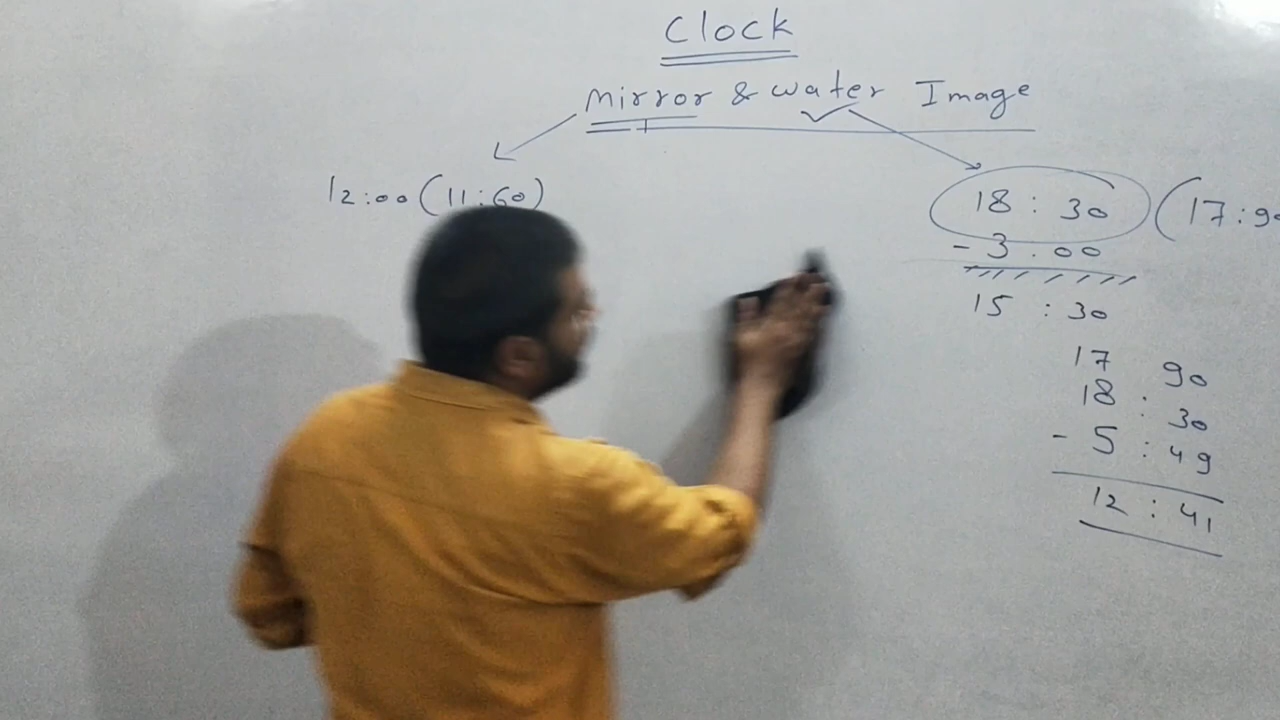 Clock
Mirror & water Image
12:00 (11:60)
18 : 30 (17:90
- 3 : 00
15 : 30
17 90
18 : 30
- 5 : 49
12 : 41